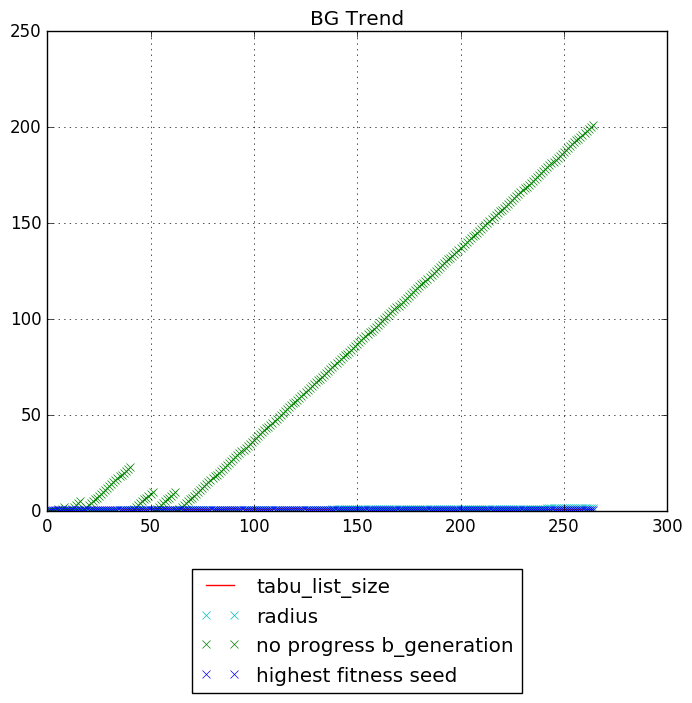 BG Trend
250
200
150
100
50
0
0 50 100 150 200 250 300
tabu_list_size
radius
no progress b_generation
highest fitness seed